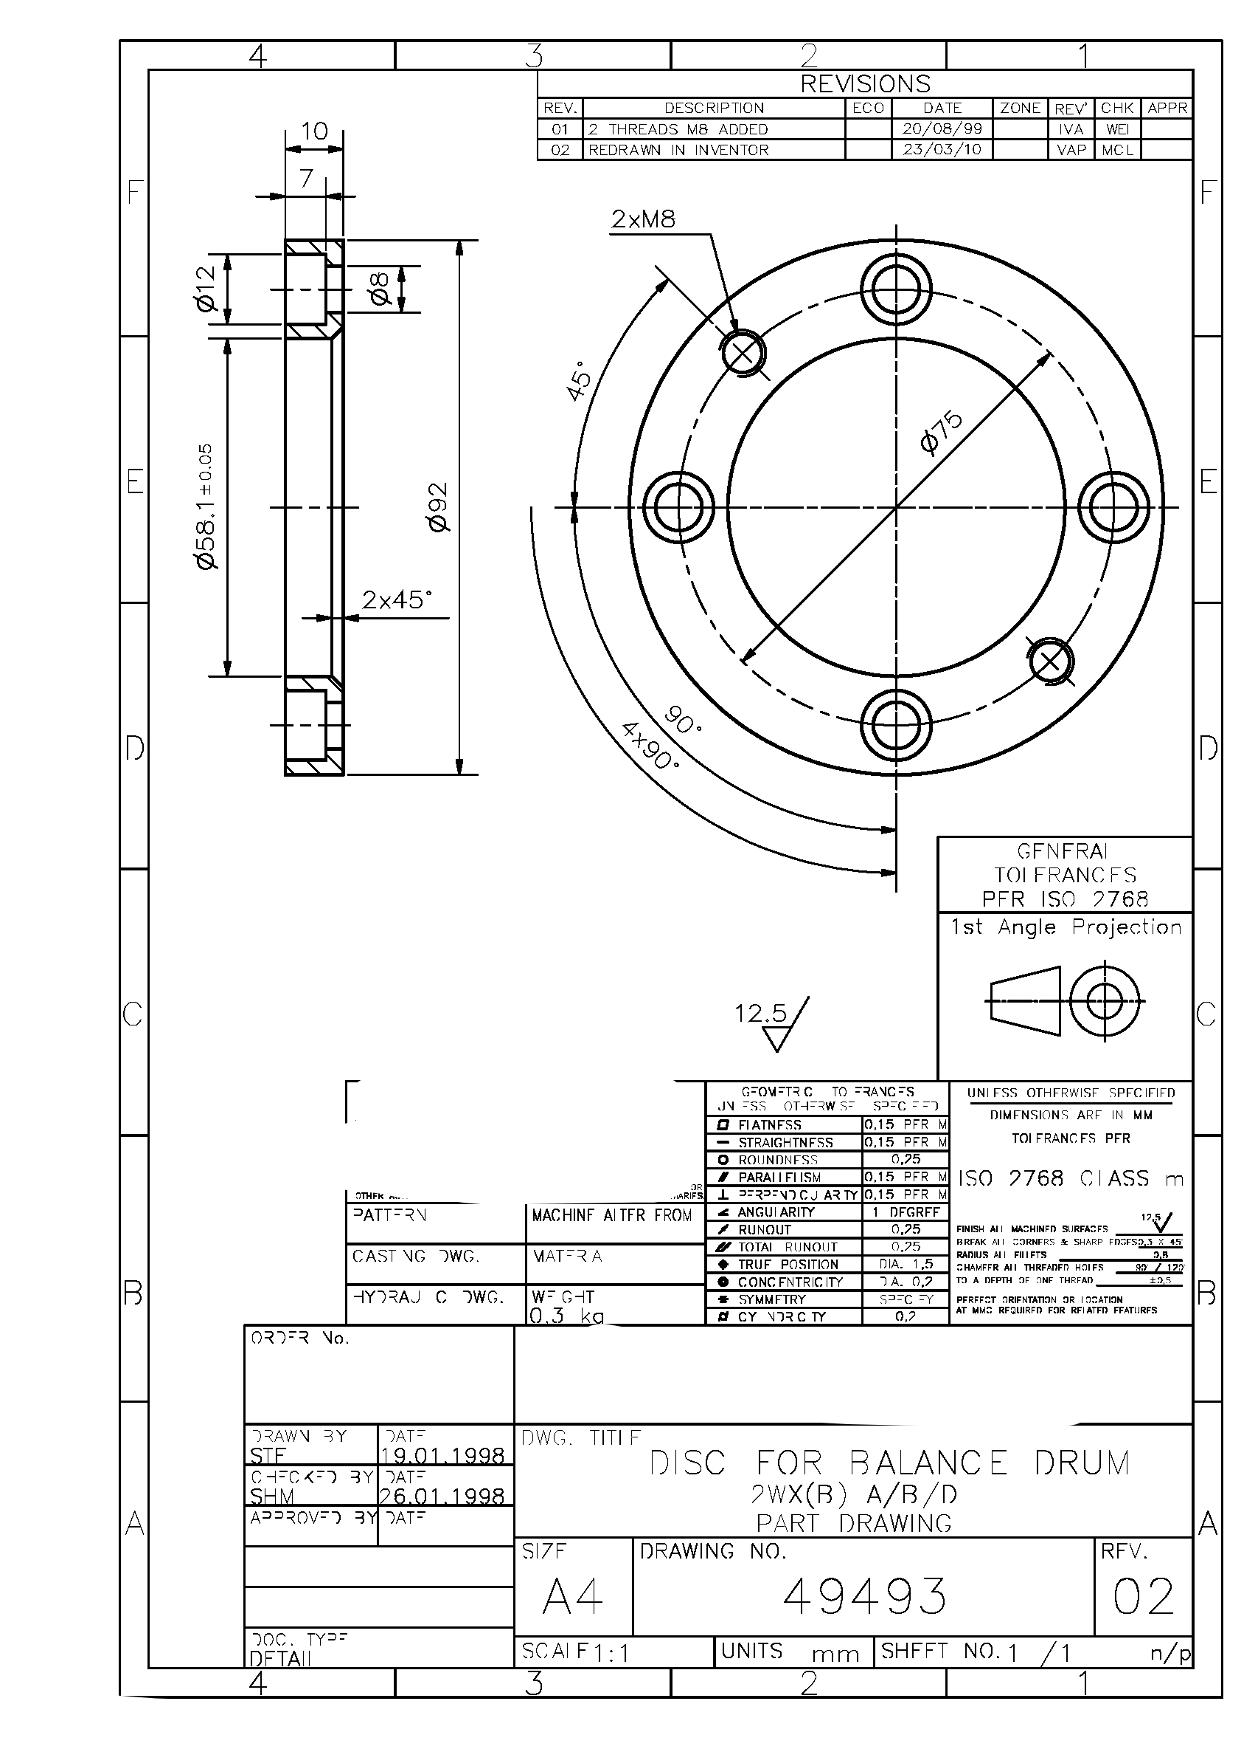 4 3 2 1
REVISIONS
REV. DESCRIPTION ECO DATE ZONE REV' CHK APPR
01 2 THREADS M8 ADDED 20/08/99 IVA WEI
02 REDRAWN IN INVENTOR 23/03/10 VAP MCL
10
7
F F
2xM8
Ø12
Ø8
45°
Ø75
E E
Ø58.1±0.05
Ø92
2x45°
90°
4x90°
D D
GENERAL
TOLERANCES
PER ISO 2768
1st Angle Projection
12.5
C C
GEOMETRIC TOLERANCES
UNLESS OTHERWISE SPECIFIED
FLATNESS 0,15 PER M
STRAIGHTNESS 0,15 PER M
ROUNDNESS 0,25
PARALLELISM 0,15 PER M
PERPENDICULARITY 0,15 PER M
ANGULARITY 1 DEGREE
RUNOUT 0,25
TOTAL RUNOUT 0,25
TRUE POSITION DIA. 1,5
CONCENTRICITY DIA. 0,2
SYMMETRY SPECIFY
CYLINDRICITY 0,2
UNLESS OTHERWISE SPECIFIED
DIMENSIONS ARE IN MM
TOLERANCES PER
ISO 2768 CLASS m
12,5
FINISH ALL MACHINED SURFACES
BREAK ALL CORNERS & SHARP EDGES 0,3 X 45
RADIUS ALL FILLETS 0,8
CHAMFER ALL THREADED HOLES 90 / 120
TO A DEPTH OF ONE THREAD ±0,5
PERFECT ORIENTATION OR LOCATION
AT MMC REQUIRED FOR RELATED FEATURES
OTHER
OR
PATTERN MACHINE ALTER FROM
CASTING DWG. MATERIAL
HYDRAULIC DWG. WEIGHT
0,3 kg
B B
ORDER No.
DRAWN BY DATE
STF 19.01.1998
CHECKED BY DATE
SHM 26.01.1998
APPROVED BY DATE
DWG. TITLE
DISC FOR BALANCE DRUM
2WX(B) A/B/D
PART DRAWING
A A
SIZE DRAWING NO. REV.
A4 49493 02
DOC. TYPE
DETAIL
SCALE 1:1 UNITS mm SHEET NO. 1 /1 n/p
4 3 2 1